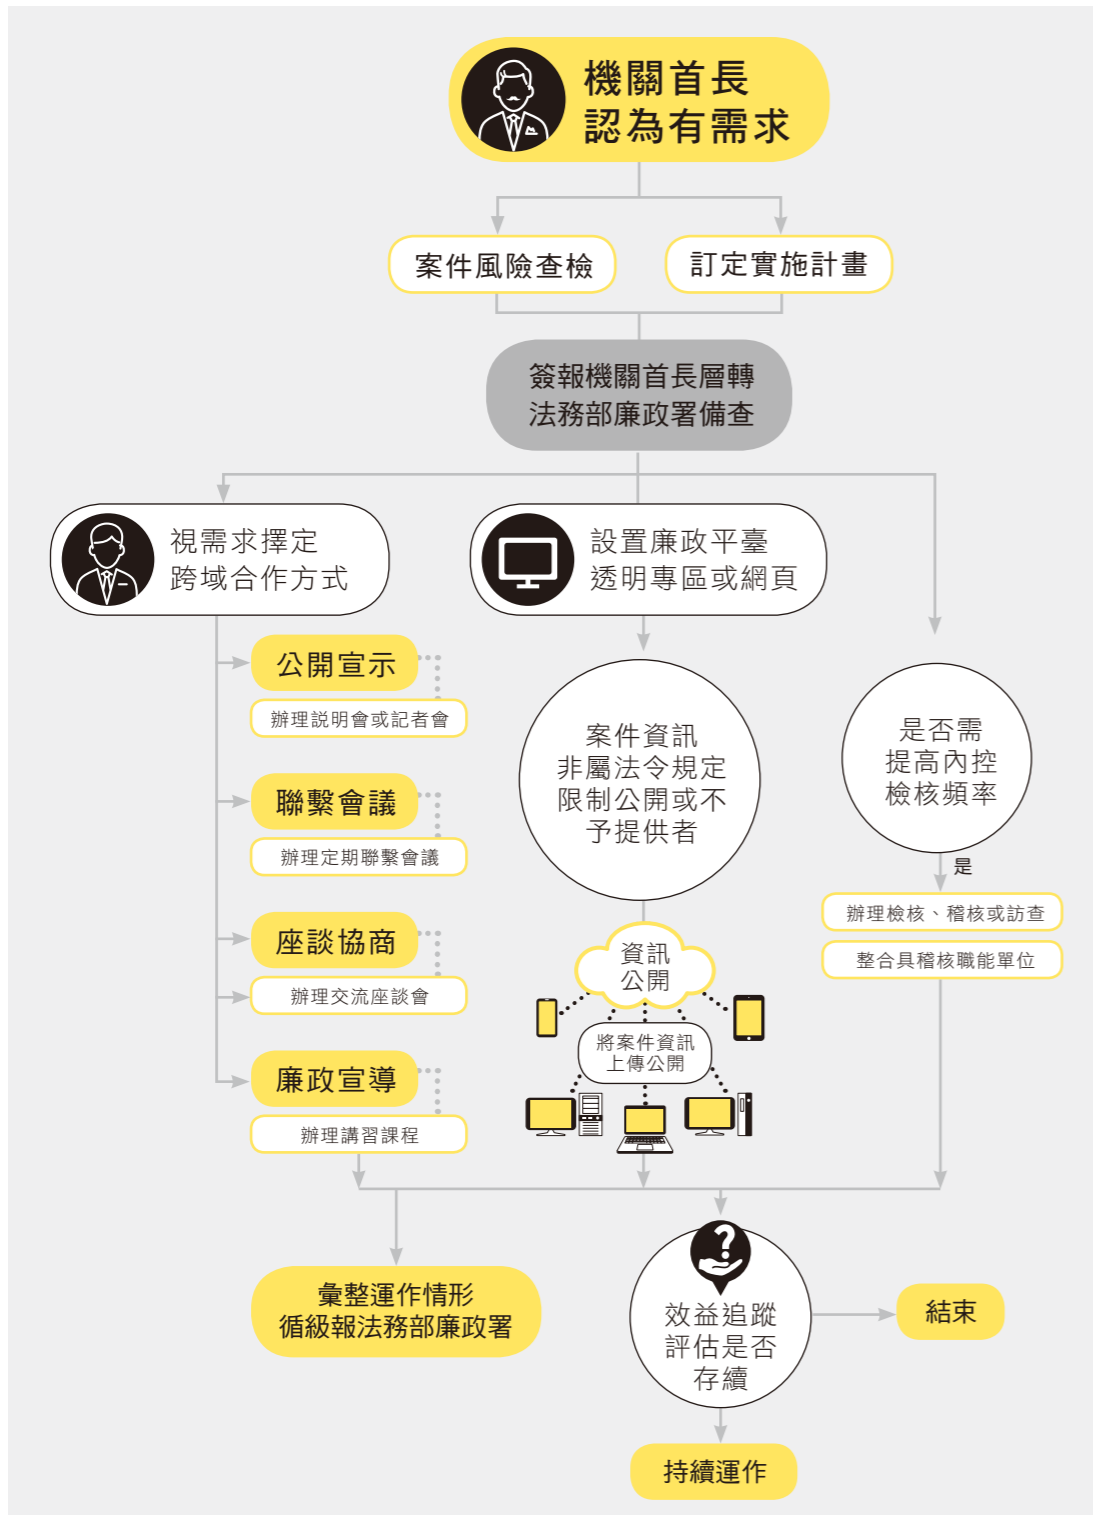 機關首長
認為有需求
案件風險查檢
訂定實施計畫
簽報機關首長層轉
法務部廉政署備查
視需求擇定
跨域合作方式
設置廉政平臺
透明專區或網頁
公開宣示
辦理説明會或記者會
聯繫會議
辦理定期聯繫會議
座談協商
辦理交流座談會
廉政宣導
辦理講習課程
案件資訊
非屬法令規定
限制公開或不
予提供者
資訊
公開
將案件資訊
上傳公開
是否需
提高內控
檢核頻率
是
辦理檢核、稽核或訪查
整合具稽核職能單位
彙整運作情形
循級報法務部廉政署
?
效益追蹤
評估是否
存續
結束
持續運作